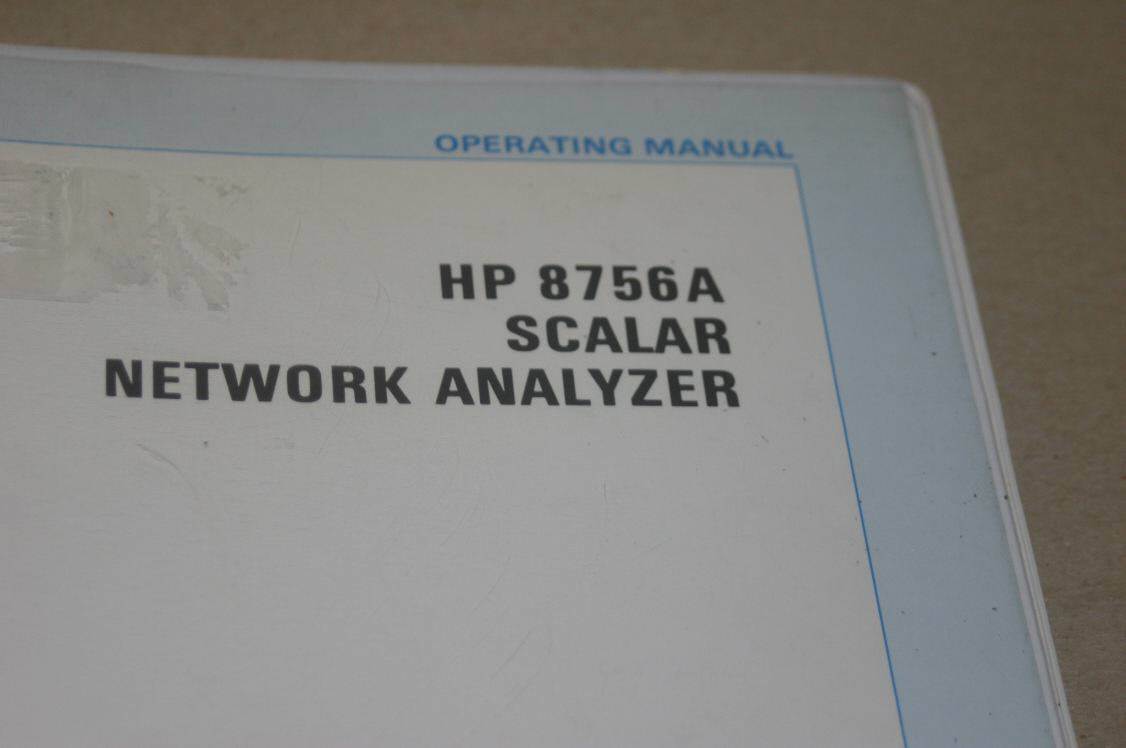 OPERATING MANUAL
HP 8756A
SCALAR
NETWORK ANALYZER